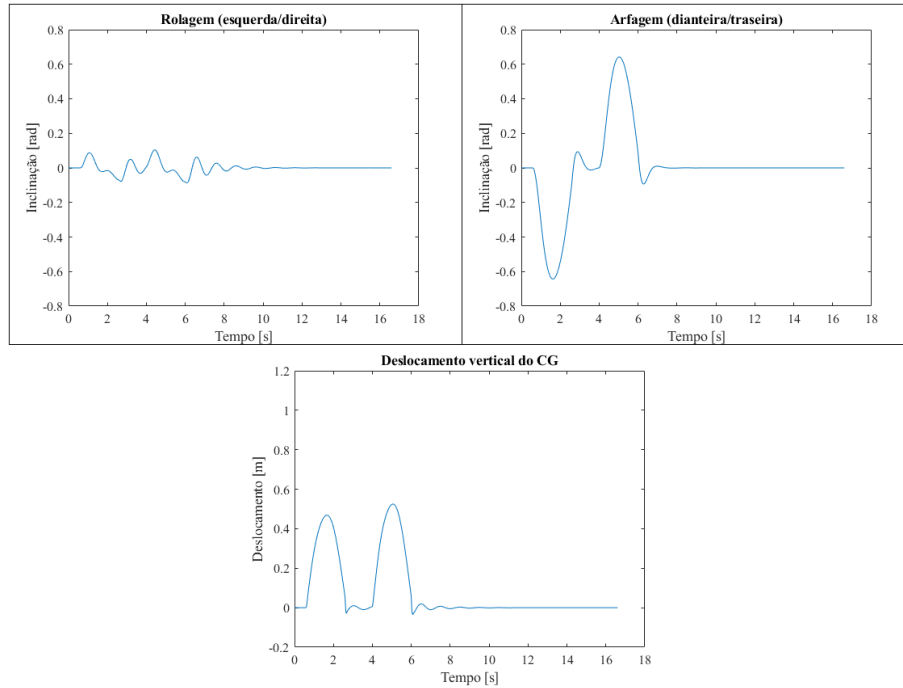 Rolagem (esquerda/direita)
0.8
0.6
0.4
0.2
0
-0.2
-0.4
-0.6
-0.8
Inclinação [rad]
0 2 4 6 8 10 12 14 16 18
Tempo [s]
Arfagem (dianteira/traseira)
0.8
0.6
0.4
0.2
0
-0.2
-0.4
-0.6
-0.8
Inclinação [rad]
0 2 4 6 8 10 12 14 16 18
Tempo [s]
Deslocamento vertical do CG
1.2
1
0.8
0.6
0.4
0.2
0
-0.2
Deslocamento [m]
0 2 4 6 8 10 12 14 16 18
Tempo [s]